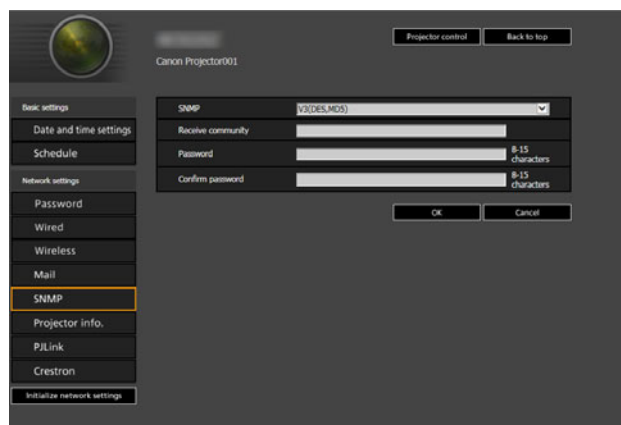 Projector control
Back to top
Canon Projector001
Basic settings
Date and time settings
Schedule
Network settings
Password
Wired
Wireless
Mail
SNMP
Projector info.
PJLink
Crestron
Initialize network settings
SNMP V3(DES,MD5)
Receive community
Password 8-15 characters
Confirm password 8-15 characters
OK Cancel